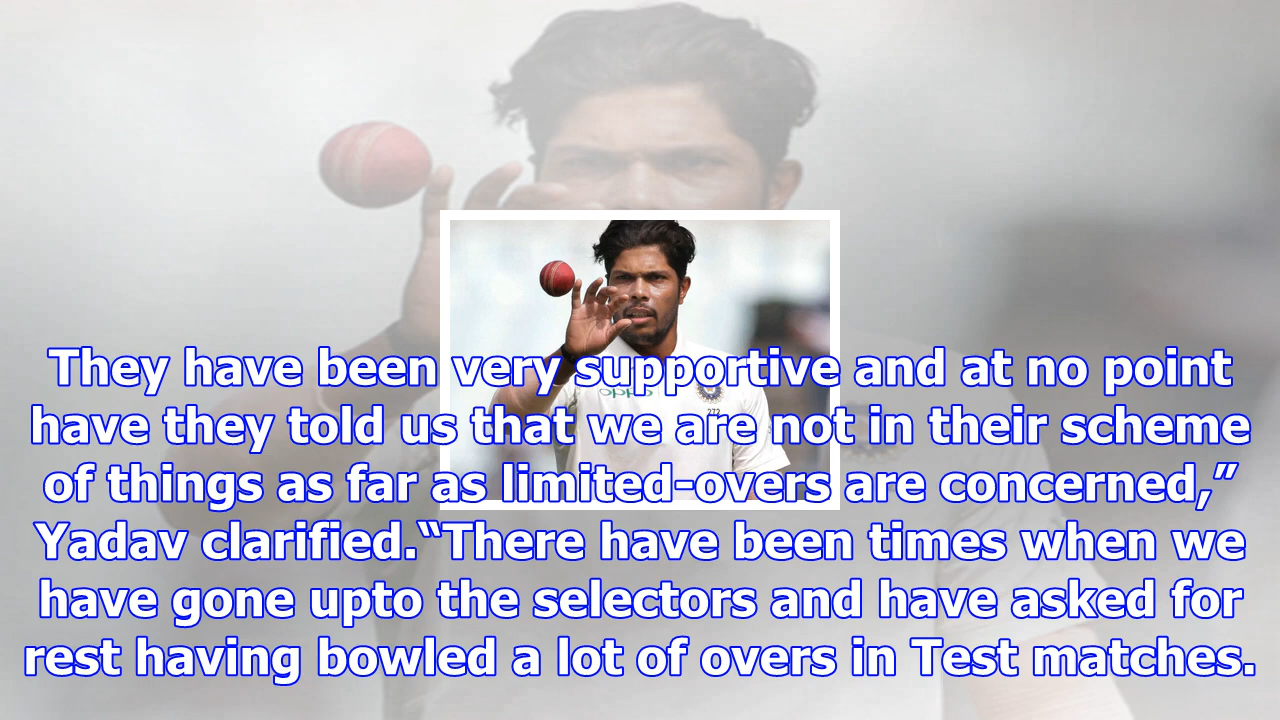 They have been very supportive and at no point
have they told us that we are not in their scheme
of things as far as limited-overs are concerned,”
Yadav clarified.“There have been times when we
have gone upto the selectors and have asked for
rest having bowled a lot of overs in Test matches.
oppo
272